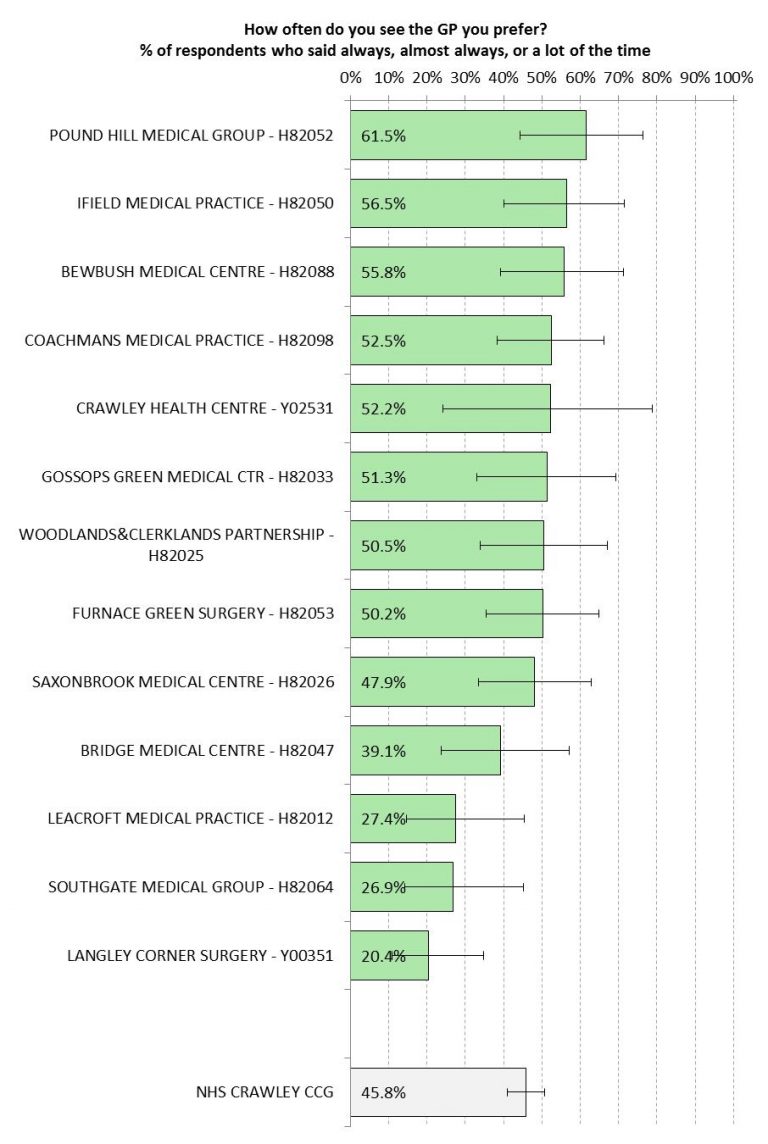 How often do you see the GP you prefer?
% of respondents who said always, almost always, or a lot of the time
0% 10% 20% 30% 40% 50% 60% 70% 80% 90% 100%
POUND HILL MEDICAL GROUP - H82052 61.5%
IFIELD MEDICAL PRACTICE - H82050 56.5%
BEWBUSH MEDICAL CENTRE - H82088 55.8%
COACHMANS MEDICAL PRACTICE - H82098 52.5%
CRAWLEY HEALTH CENTRE - Y02531 52.2%
GOSSOPS GREEN MEDICAL CTR - H82033 51.3%
WOODLANDS&CLERKLANDS PARTNERSHIP -
H82025 50.5%
FURNACE GREEN SURGERY - H82053 50.2%
SAXONBROOK MEDICAL CENTRE - H82026 47.9%
BRIDGE MEDICAL CENTRE - H82047 39.1%
LEACROFT MEDICAL PRACTICE - H82012 27.4%
SOUTHGATE MEDICAL GROUP - H82064 26.9%
LANGLEY CORNER SURGERY - Y00351 20.4%
NHS CRAWLEY CCG 45.8%